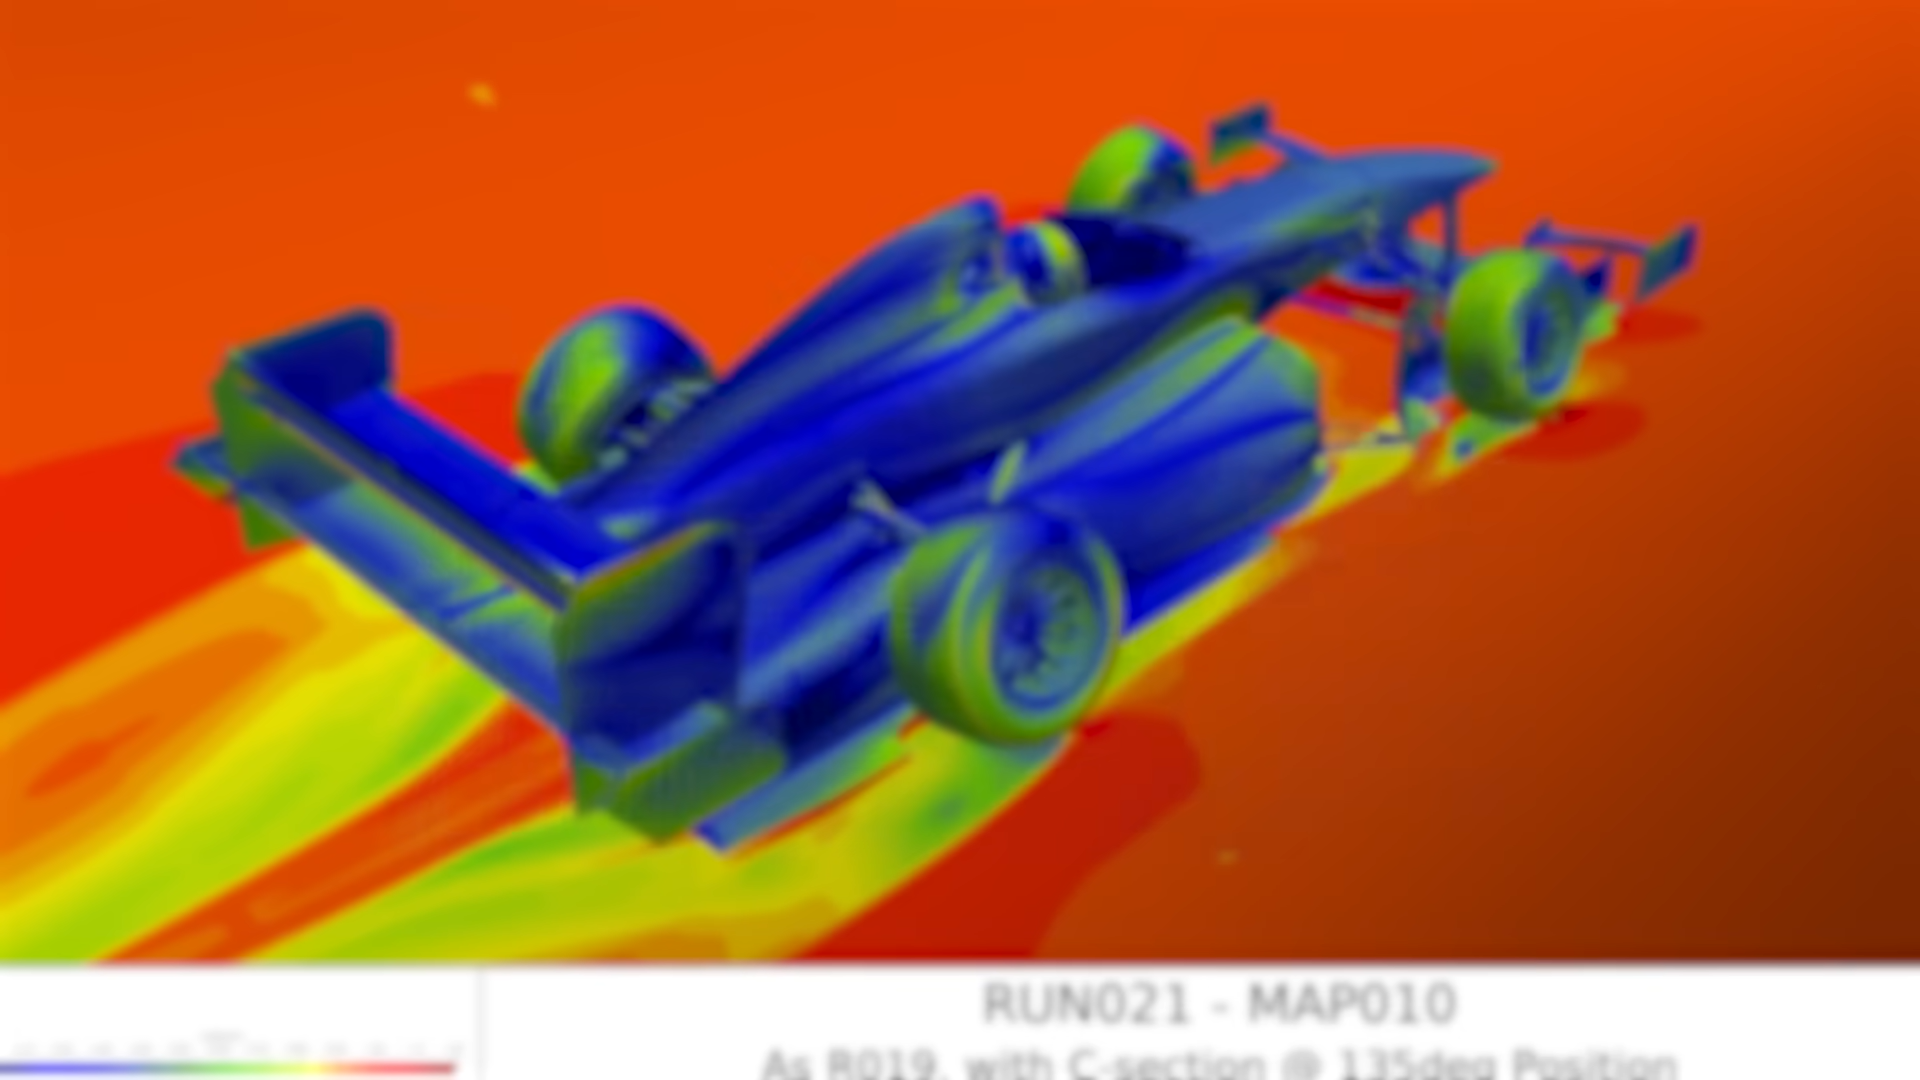 RUN021 - MAP010
As R019, with C-section @ 135deg Position